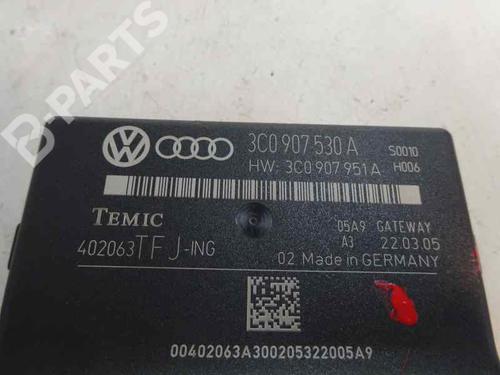 3C0 907 530 A S0010
HW: 3C0 907 951 A H006
TEMIC
05A9 GATEWAY
402063TFJ-ING
A3 22.03.05
02 Made in GERMANY
00402063A300205322005A9
B-PARTS